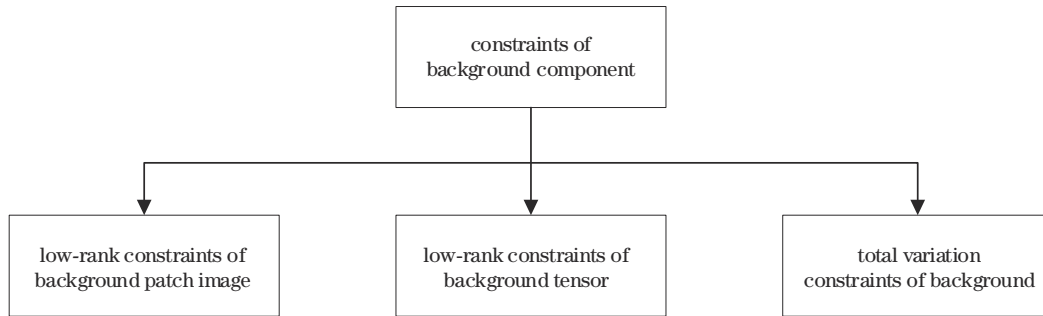 constraints of
background component
low-rank constraints of
background patch image
low-rank constraints of
background tensor
total variation
constraints of background